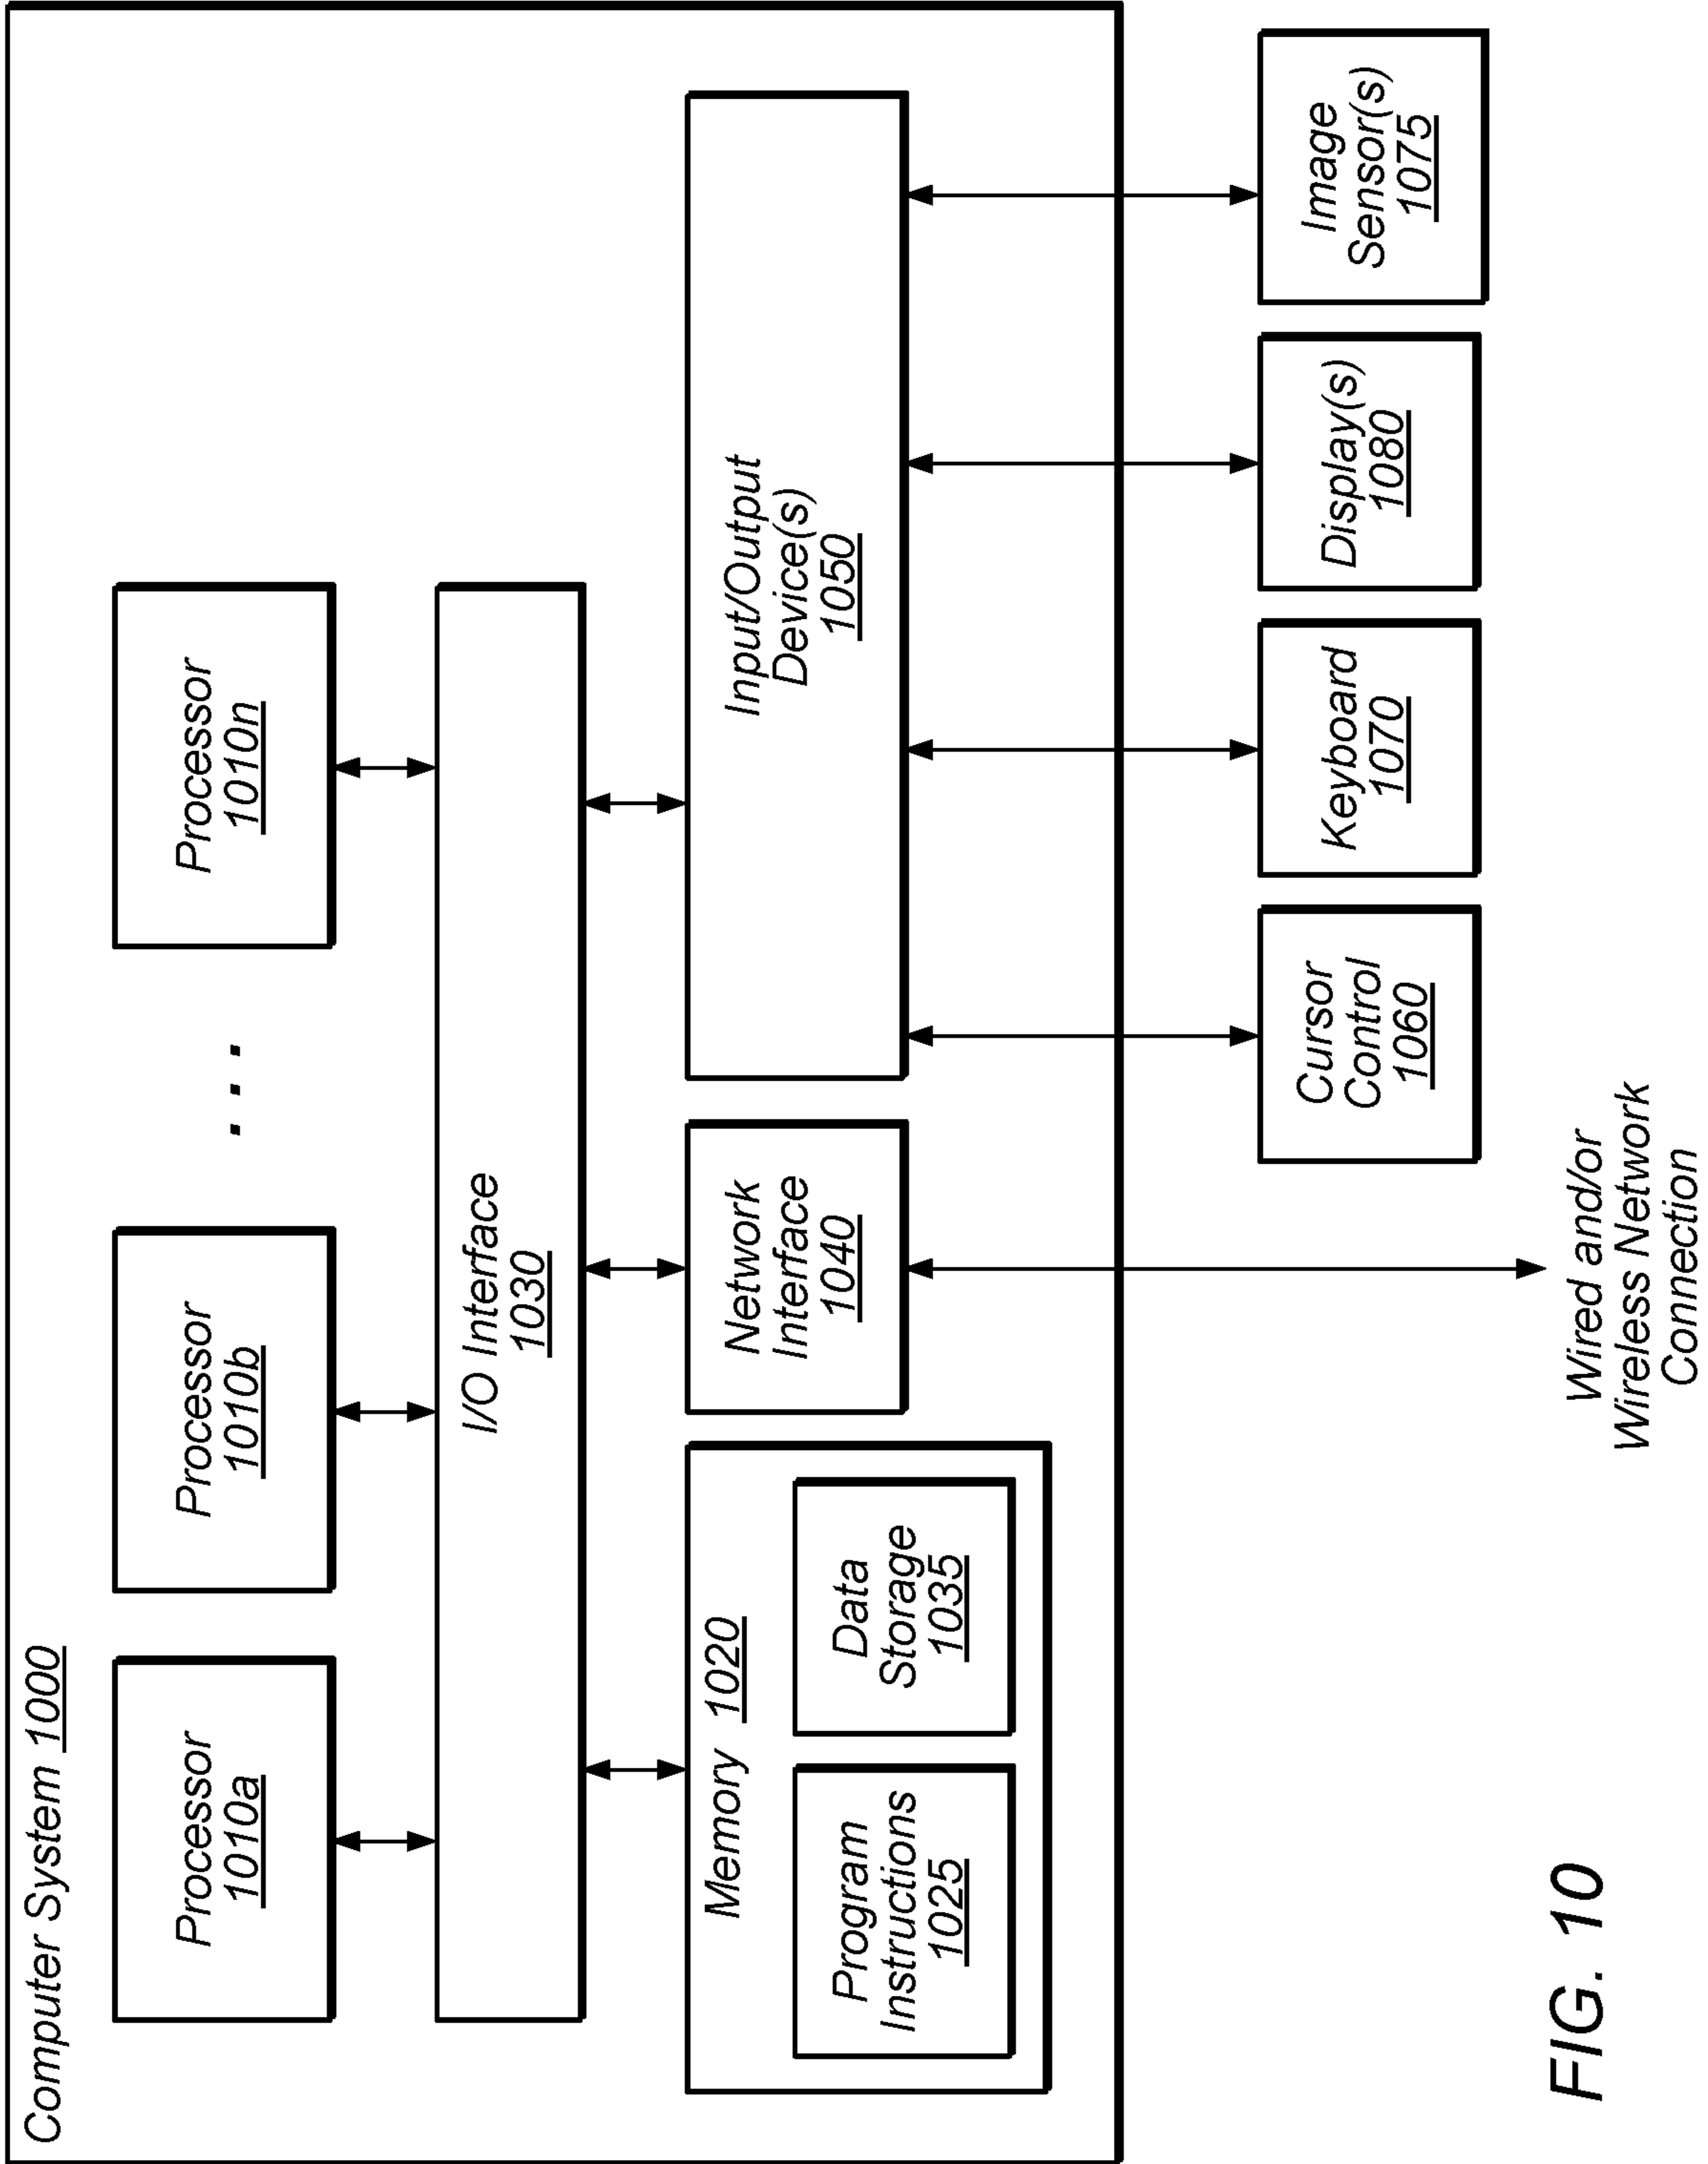 Computer System 1000
Processor
1010a
Processor
1010b
. . .
Processor
1010n
I/O Interface
1030
Memory 1020
Program
Instructions
1025
Data
Storage
1035
Network
Interface
1040
Input/Output
Device(s)
1050
Cursor
Control
1060
Keyboard
1070
Display(s)
1080
Image
Sensor(s)
1075
Wired and/or
Wireless Network
Connection
FIG. 10